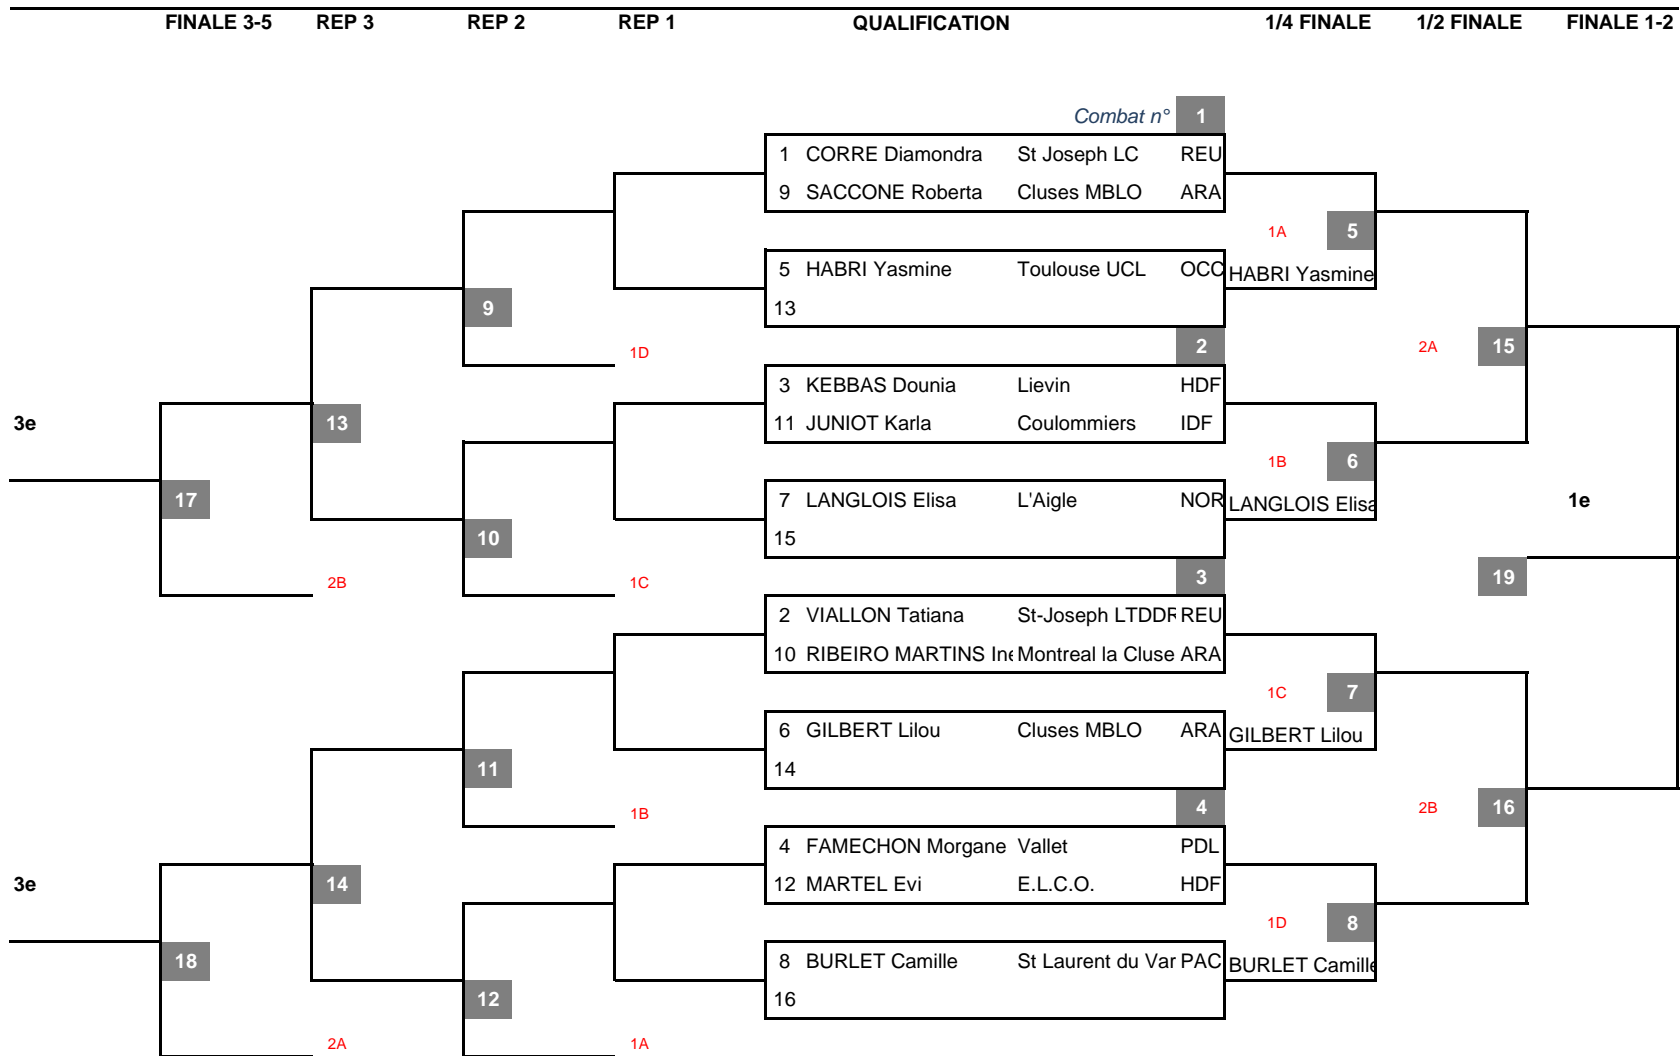 FINALE 3-5 REP 3 REP 2 REP 1 QUALIFICATION 1/4 FINALE 1/2 FINALE FINALE 1-2
Combat n° 1
1 CORRE Diamondra St Joseph LC REU
9 SACCONE Roberta Cluses MBLO ARA
1A 5
5 HABRI Yasmine Toulouse UCL OCC HABRI Yasmine
9 13
1D 2 2A 15
3 KEBBAS Dounia Lievin HDF
3e 13 11 JUNIOT Karla Coulommiers IDF
1B 6
17 7 LANGLOIS Elisa L'Aigle NOR LANGLOIS Elisa 1e
10 15
2B 1C 3 19
2 VIALLON Tatiana St-Joseph LTDDR REU
10 RIBEIRO MARTINS Ine Montreal la Cluse ARA
1C 7
6 GILBERT Lilou Cluses MBLO ARA GILBERT Lilou
11 14
1B 4 2B 16
4 FAMECHON Morgane Vallet PDL
3e 14 12 MARTEL Evi E.L.C.O. HDF
1D 8
18 8 BURLET Camille St Laurent du Var PAC BURLET Camille
12 16
2A 1A